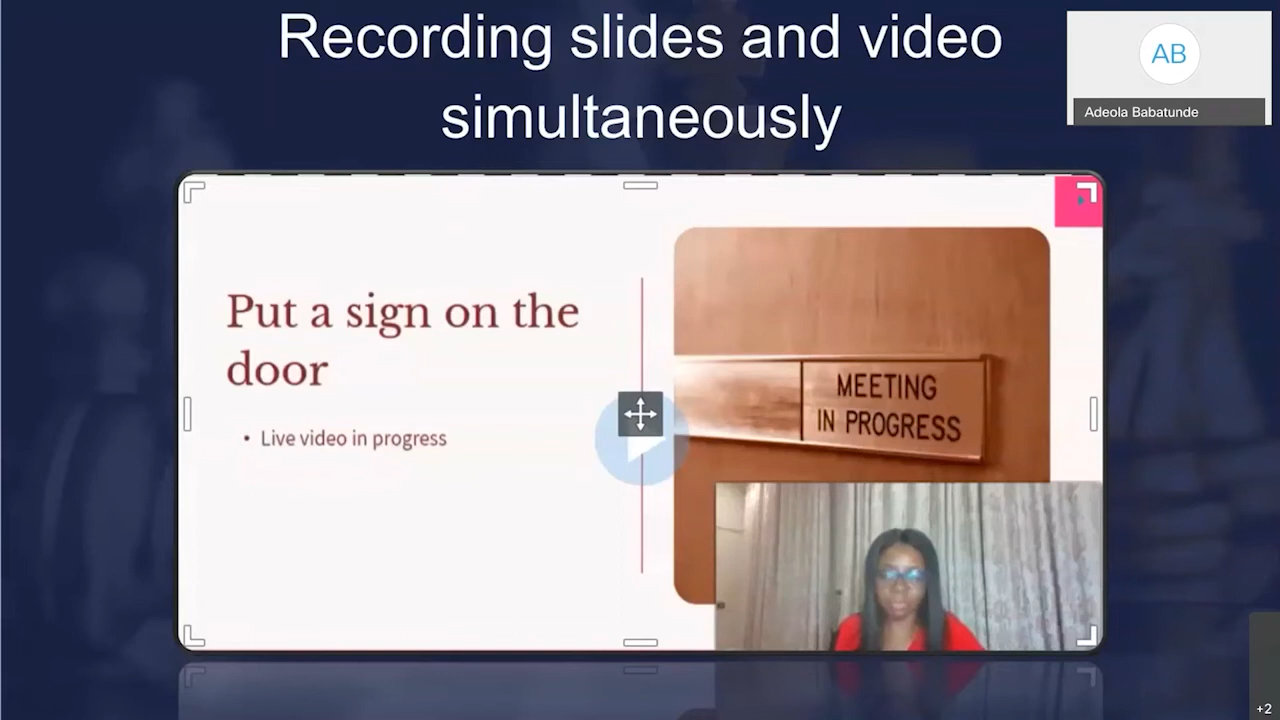 Recording slides and video
simultaneously
AB
Adeola Babatunde
Put a sign on the
door
• Live video in progress
MEETING
IN PROGRESS
+2